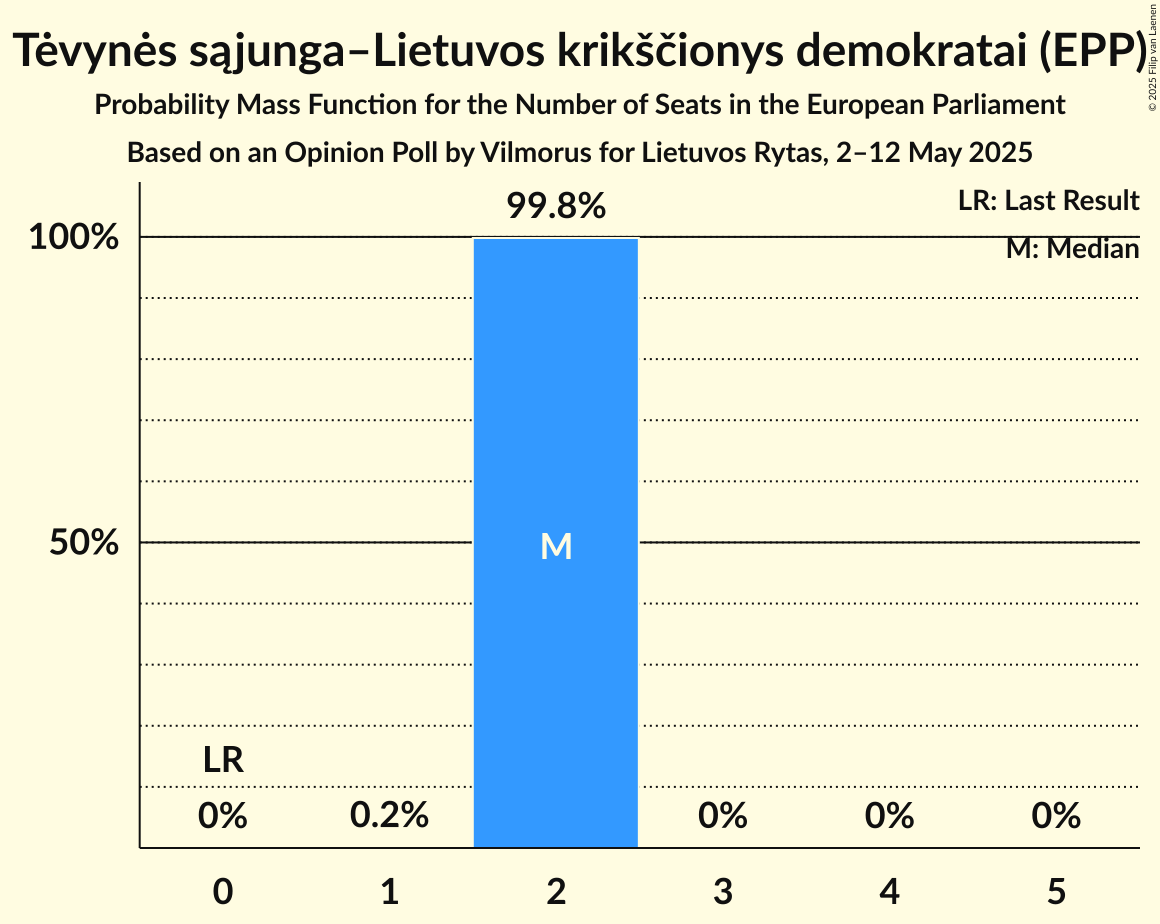 Tėvynės sąjunga–Lietuvos krikščionys demokratai (EPP)
Probability Mass Function for the Number of Seats in the European Parliament
Based on an Opinion Poll by Vilmorus for Lietuvos Rytas, 2–12 May 2025
© 2025 Filip van Laenen
LR: Last Result
M: Median
99.8%
100%
50%
M
LR
0%
0.2%
0%
0%
0%
0
1
2
3
4
5